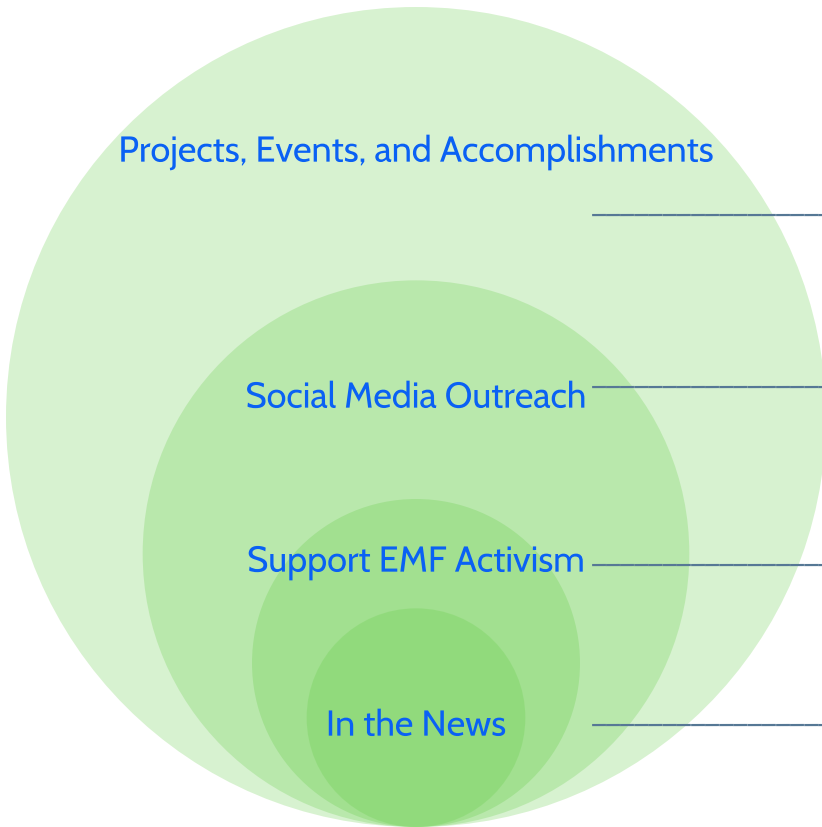 Projects, Events, and Accomplishments
Social Media Outreach
Support EMF Activism
In the News